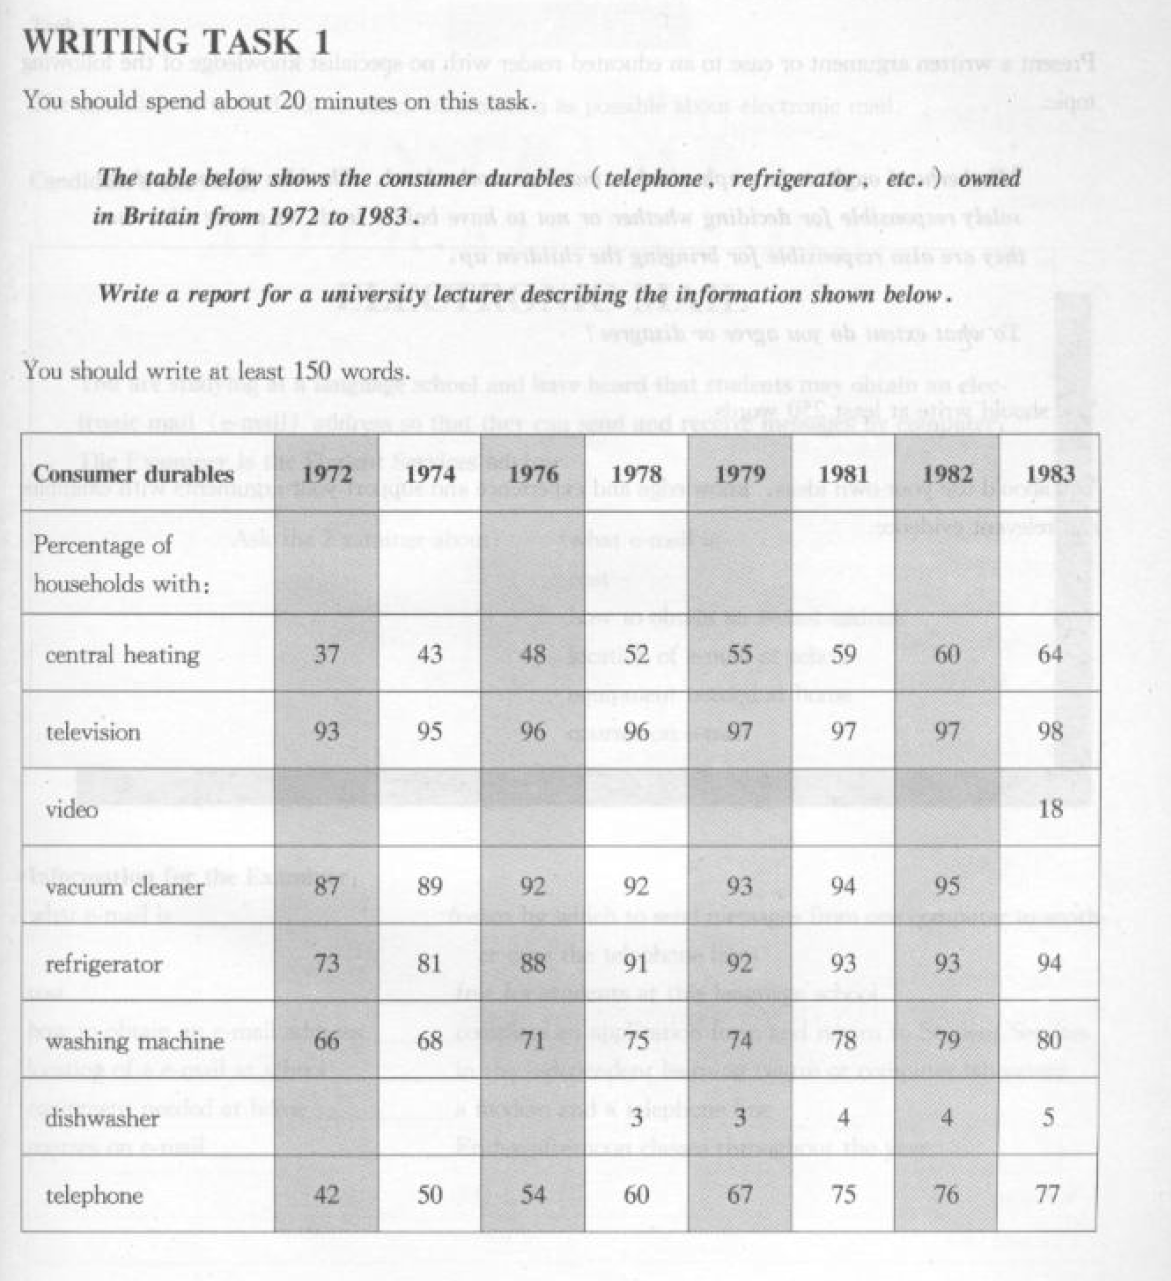 WRITING TASK 1
You should spend about 20 minutes on this task.
The table below shows the consumer durables (telephone, refrigerator, etc.) owned
in Britain from 1972 to 1983.
Write a report for a university lecturer describing the information shown below.
You should write at least 150 words.
Consumer durables 1972 1974 1976 1978 1979 1981 1982 1983
Percentage of
households with:
central heating 37 43 48 52 55 59 60 64
television 93 95 96 96 97 97 97 98
video 18
vacuum cleaner 87 89 92 92 93 94 95
refrigerator 73 81 88 91 92 93 93 94
washing machine 66 68 71 75 74 78 79 80
dishwasher 3 3 4 4 5
telephone 42 50 54 60 67 75 76 77